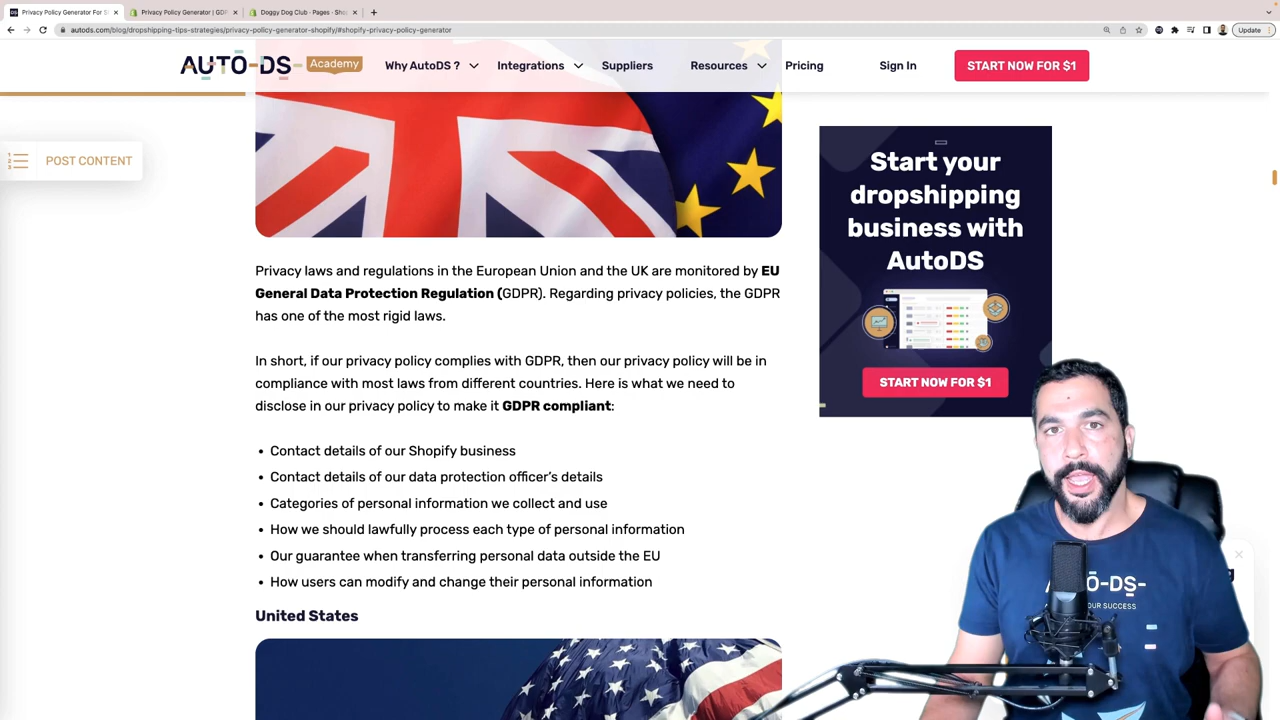 Privacy Policy Generator For S
Privacy Policy Generator | GDP
Doggy Dog Club · Pages · Sho
autods.com/blog/dropshipping-tips-strategies/privacy-policy-generator-shopify/#shopify-privacy-policy-generator
Update
AUTO-DS-
Academy
Why AutoDS ?
Integrations
Suppliers
Resources
Pricing
Sign In
START NOW FOR $1
POST CONTENT
Start your
dropshipping
business with
AutoDS
START NOW FOR $1
Privacy laws and regulations in the European Union and the UK are monitored by EU
General Data Protection Regulation (GDPR). Regarding privacy policies, the GDPR
has one of the most rigid laws.
In short, if our privacy policy complies with GDPR, then our privacy policy will be in
compliance with most laws from different countries. Here is what we need to
disclose in our privacy policy to make it GDPR compliant:
• Contact details of our Shopify business
• Contact details of our data protection officer's details
• Categories of personal information we collect and use
• How we should lawfully process each type of personal information
• Our guarantee when transferring personal data outside the EU
• How users can modify and change their personal information
United States